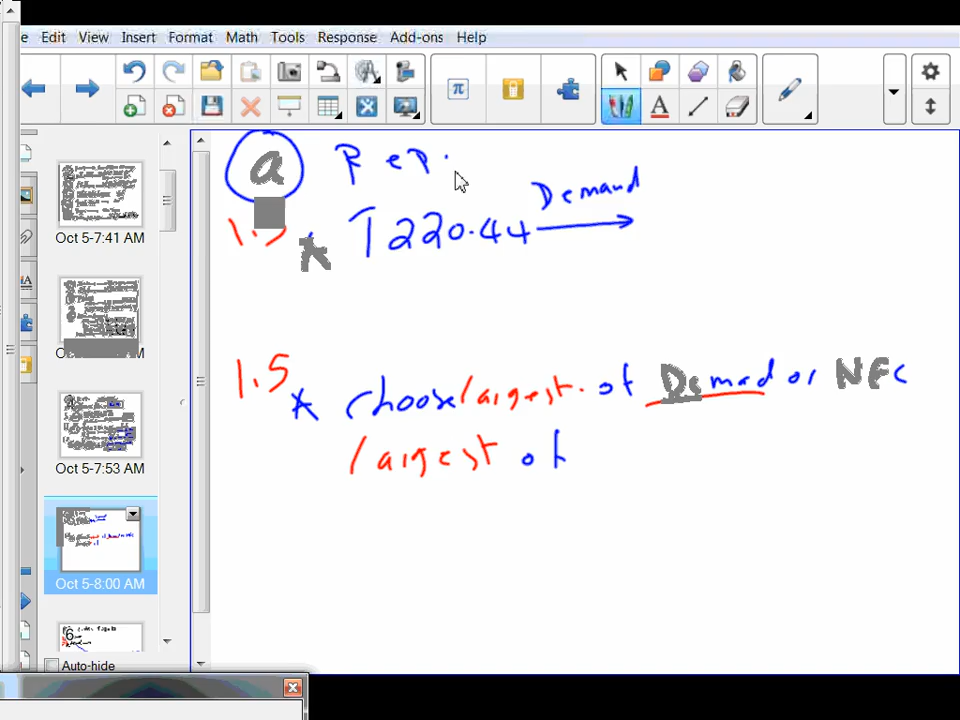 Edit View Insert Format Math Tools Response Add-ons Help
a Rep.
Demand
1.5 * T220.44
1.5
* choose largest of Demand or NEC
largest of
Oct 5-7:41 AM
Oct 5-7:53 AM
Oct 5-8:00 AM
Auto-hide